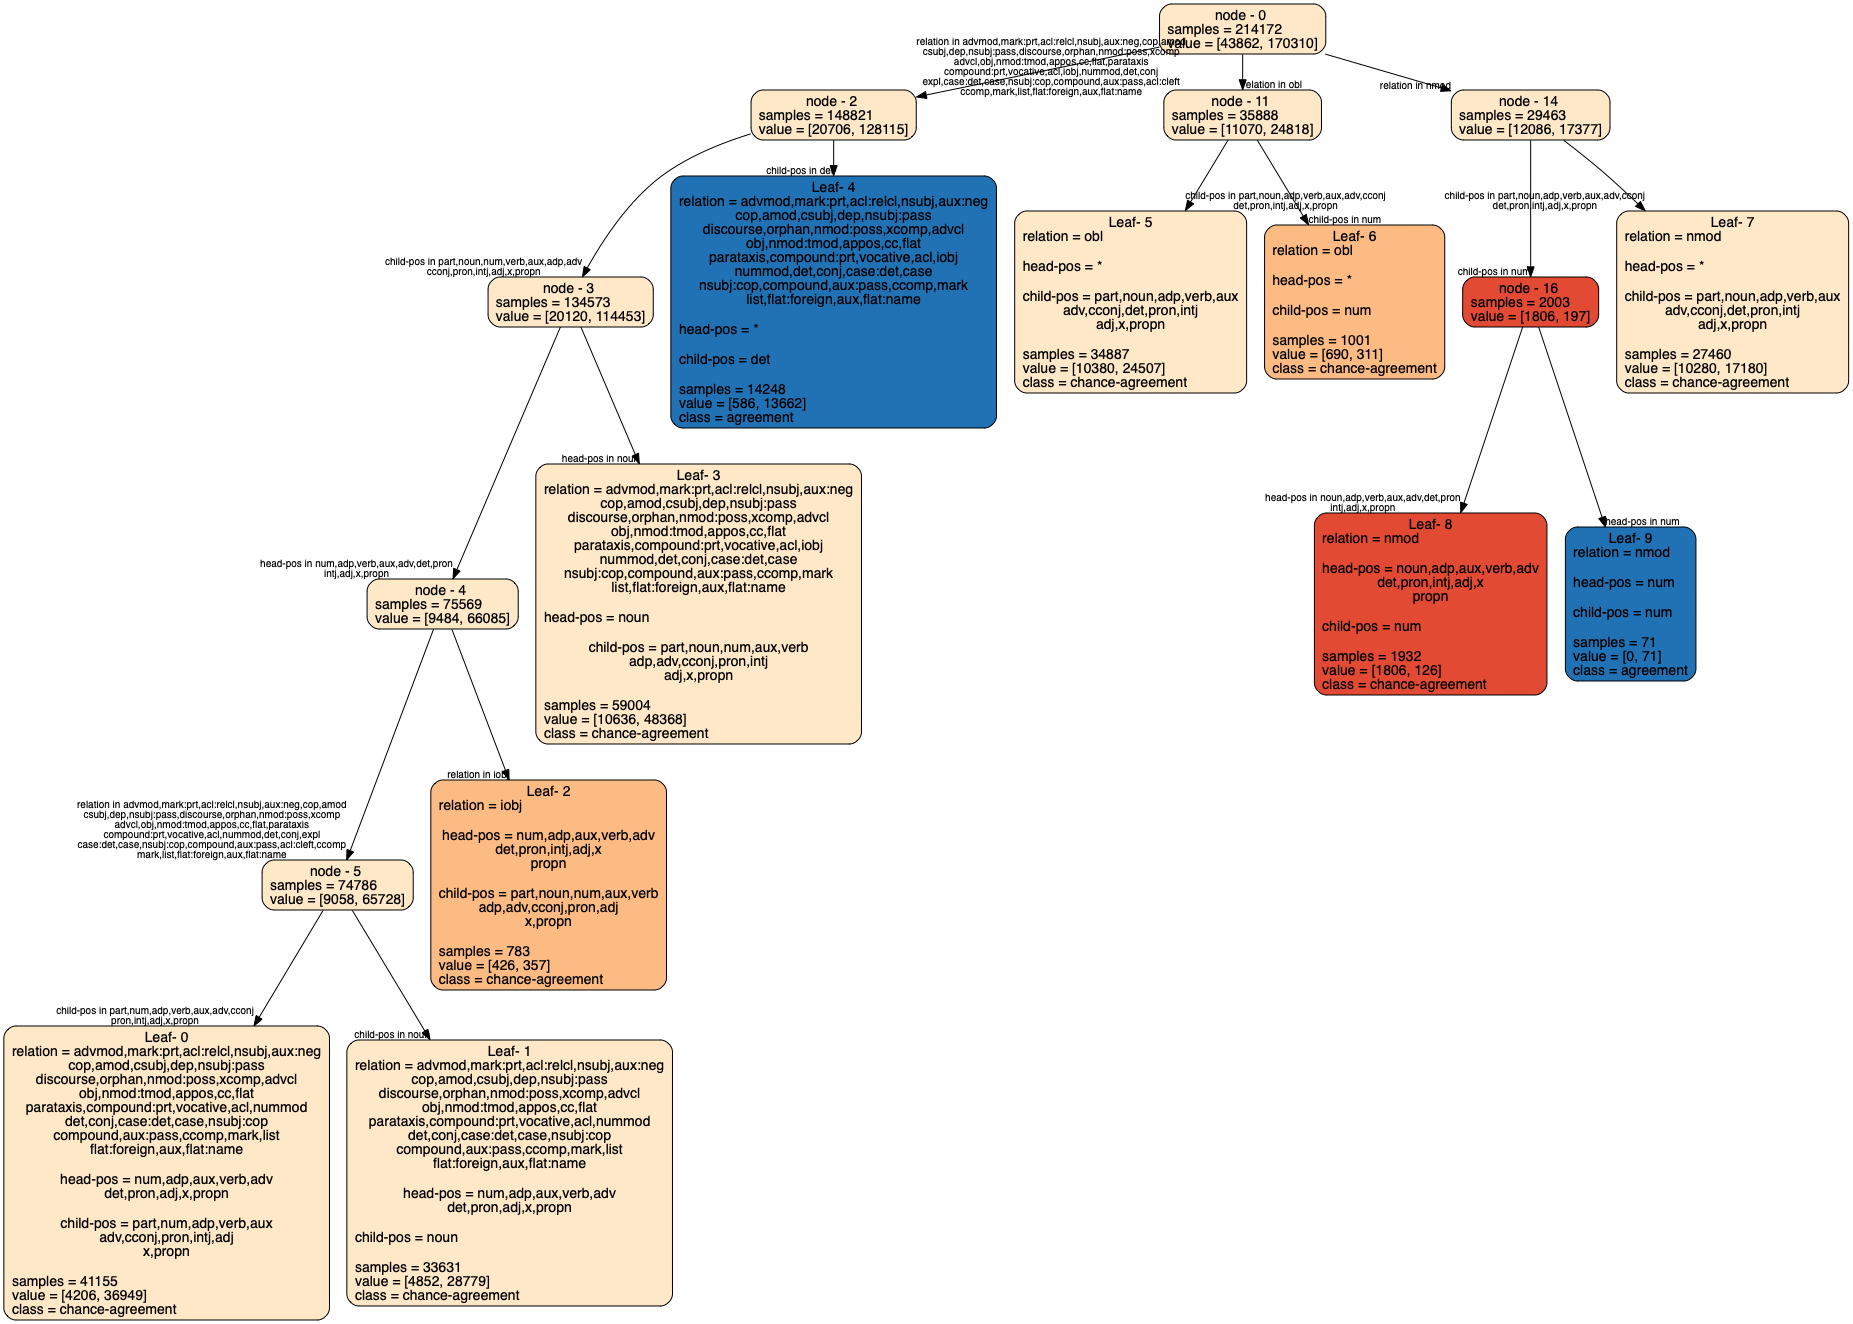 node - 0
samples = 214172
value = [43862, 170310]
relation in advmod,mark:prt,acl:relcl,nsubj,aux:neg,cop,amod
csubj,dep,nsubj:pass,discourse,orphan,nmod:poss,xcomp
advcl,obj,nmod:tmod,appos,cc,flat,parataxis
compound:prt,vocative,acl,iobj,nummod,det,conj
expl,case:det,case,nsubj:cop,compound,aux:pass,acl:cleft
ccomp,mark,list,flat:foreign,aux,flat:name
relation in obl
relation in nmod
node - 2
samples = 148821
value = [20706, 128115]
node - 11
samples = 35888
value = [11070, 24818]
node - 14
samples = 29463
value = [12086, 17377]
child-pos in det
Leaf- 4
relation = advmod,mark:prt,acl:relcl,nsubj,aux:neg
cop,amod,csubj,dep,nsubj:pass
discourse,orphan,nmod:poss,xcomp,advcl
obj,nmod:tmod,appos,cc,flat
parataxis,compound:prt,vocative,acl,iobj
nummod,det,conj,case:det,case
nsubj:cop,compound,aux:pass,ccomp,mark
list,flat:foreign,aux,flat:name
head-pos = *
child-pos = det
samples = 14248
value = [586, 13662]
class = agreement
child-pos in part,noun,adp,verb,aux,adv,cconj
det,pron,intj,adj,x,propn
Leaf- 5
relation = obl
head-pos = *
child-pos = part,noun,adp,verb,aux
adv,cconj,det,pron,intj
adj,x,propn
samples = 34887
value = [10380, 24507]
class = chance-agreement
child-pos in num
Leaf- 6
relation = obl
head-pos = *
child-pos = num
samples = 1001
value = [690, 311]
class = chance-agreement
child-pos in part,noun,adp,verb,aux,adv,cconj
det,pron,intj,adj,x,propn
Leaf- 7
relation = nmod
head-pos = *
child-pos = part,noun,adp,verb,aux
adv,cconj,det,pron,intj
adj,x,propn
samples = 27460
value = [10280, 17180]
class = chance-agreement
child-pos in num
node - 16
samples = 2003
value = [1806, 197]
child-pos in part,noun,num,verb,aux,adp,adv
cconj,pron,intj,adj,x,propn
node - 3
samples = 134573
value = [20120, 114453]
head-pos in noun
Leaf- 3
relation = advmod,mark:prt,acl:relcl,nsubj,aux:neg
cop,amod,csubj,dep,nsubj:pass
discourse,orphan,nmod:poss,xcomp,advcl
obj,nmod:tmod,appos,cc,flat
parataxis,compound:prt,vocative,acl,iobj
nummod,det,conj,case:det,case
nsubj:cop,compound,aux:pass,ccomp,mark
list,flat:foreign,aux,flat:name
head-pos = noun
child-pos = part,noun,num,aux,verb
adp,adv,cconj,pron,intj
adj,x,propn
samples = 59004
value = [10636, 48368]
class = chance-agreement
head-pos in noun,adp,verb,aux,adv,det,pron
intj,adj,x,propn
Leaf- 8
relation = nmod
head-pos = noun,adp,aux,verb,adv
det,pron,intj,adj,x
propn
child-pos = num
samples = 1932
value = [1806, 126]
class = chance-agreement
head-pos in num
Leaf- 9
relation = nmod
head-pos = num
child-pos = num
samples = 71
value = [0, 71]
class = agreement
head-pos in num,adp,verb,aux,adv,det,pron
intj,adj,x,propn
node - 4
samples = 75569
value = [9484, 66085]
relation in iobj
Leaf- 2
relation = iobj
head-pos = num,adp,aux,verb,adv
det,pron,intj,adj,x
propn
child-pos = part,noun,num,aux,verb
adp,adv,cconj,pron,adj
x,propn
samples = 783
value = [426, 357]
class = chance-agreement
relation in advmod,mark:prt,acl:relcl,nsubj,aux:neg,cop,amod
csubj,dep,nsubj:pass,discourse,orphan,nmod:poss,xcomp
advcl,obj,nmod:tmod,appos,cc,flat,parataxis
compound:prt,vocative,acl,nummod,det,conj,expl
case:det,case,nsubj:cop,compound,aux:pass,acl:cleft,ccomp
mark,list,flat:foreign,aux,flat:name
node - 5
samples = 74786
value = [9058, 65728]
child-pos in part,num,adp,verb,aux,adv,cconj
pron,intj,adj,x,propn
Leaf- 0
relation = advmod,mark:prt,acl:relcl,nsubj,aux:neg
cop,amod,csubj,dep,nsubj:pass
discourse,orphan,nmod:poss,xcomp,advcl
obj,nmod:tmod,appos,cc,flat
parataxis,compound:prt,vocative,acl,nummod
det,conj,case:det,case,nsubj:cop
compound,aux:pass,ccomp,mark,list
flat:foreign,aux,flat:name
head-pos = num,adp,aux,verb,adv
det,pron,adj,x,propn
child-pos = part,num,adp,verb,aux
adv,cconj,pron,intj,adj
x,propn
samples = 41155
value = [4206, 36949]
class = chance-agreement
child-pos in noun
Leaf- 1
relation = advmod,mark:prt,acl:relcl,nsubj,aux:neg
cop,amod,csubj,dep,nsubj:pass
discourse,orphan,nmod:poss,xcomp,advcl
obj,nmod:tmod,appos,cc,flat
parataxis,compound:prt,vocative,acl,nummod
det,conj,case:det,case,nsubj:cop
compound,aux:pass,ccomp,mark,list
flat:foreign,aux,flat:name
head-pos = num,adp,aux,verb,adv
det,pron,adj,x,propn
child-pos = noun
samples = 33631
value = [4852, 28779]
class = chance-agreement